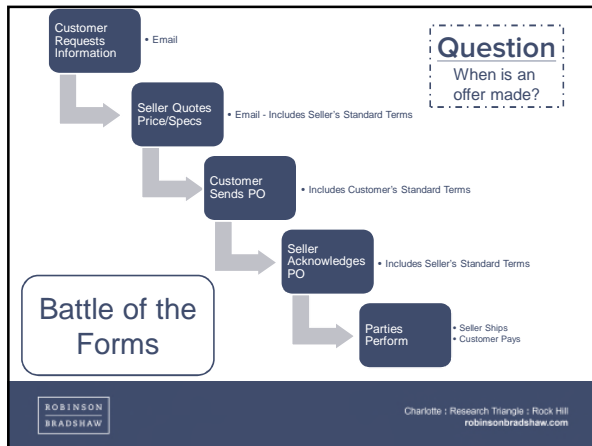 Customer
Requests
Information
• Email
Question
When is an
offer made?
Seller Quotes
Price/Specs
• Email - Includes Seller's Standard Terms
Customer
Sends PO
• Includes Customer's Standard Terms
Seller
Acknowledges
PO
• Includes Seller's Standard Terms
Battle of the
Forms
Parties
Perform
• Seller Ships
• Customer Pays
ROBINSON
BRADSHAW
Charlotte : Research Triangle : Rock Hill
robinsonbradshaw.com